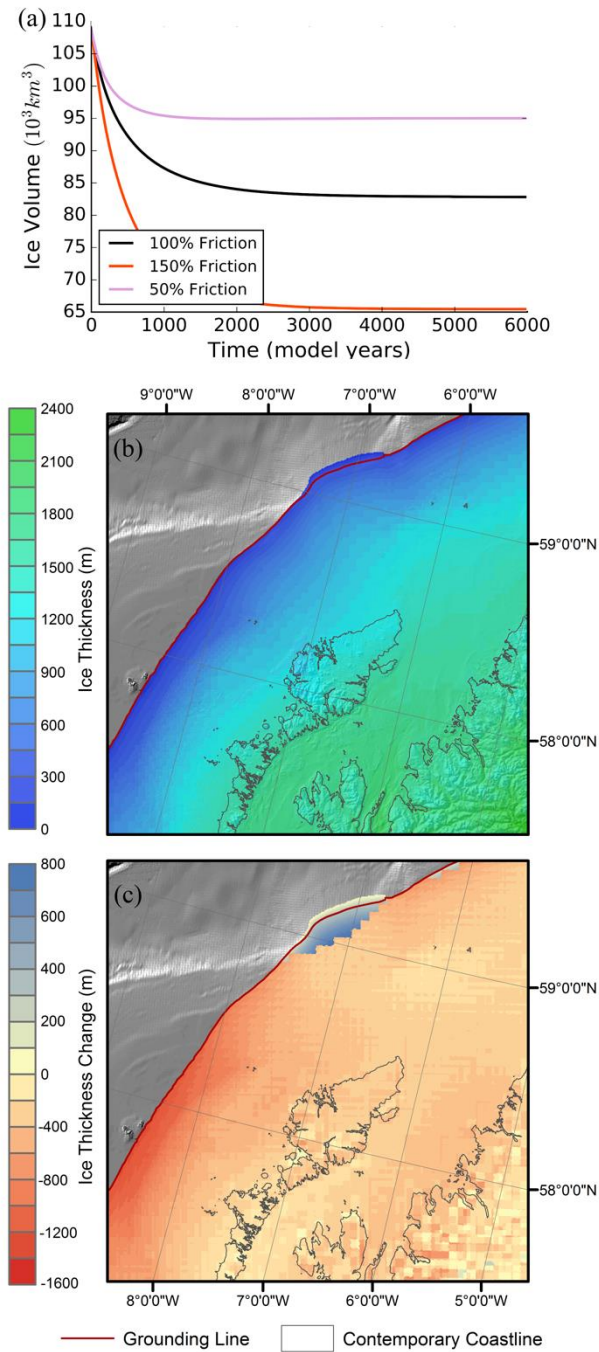 (a)
Ice Volume (10³km³)
110
105
100
95
90
85
80
75
70
65
100% Friction
150% Friction
50% Friction
0 1000 2000 3000 4000 5000 6000
Time (model years)
9°0'0"W 8°0'0"W 7°0'0"W 6°0'0"W
(b)
Ice Thickness (m)
2400
2100
1800
1500
1200
900
600
300
0
59°0'0"N
58°0'0"N
(c)
Ice Thickness Change (m)
800
400
200
0
-400
-800
-1200
-1600
59°0'0"N
58°0'0"N
8°0'0"W 7°0'0"W 6°0'0"W 5°0'0"W
Grounding Line
Contemporary Coastline